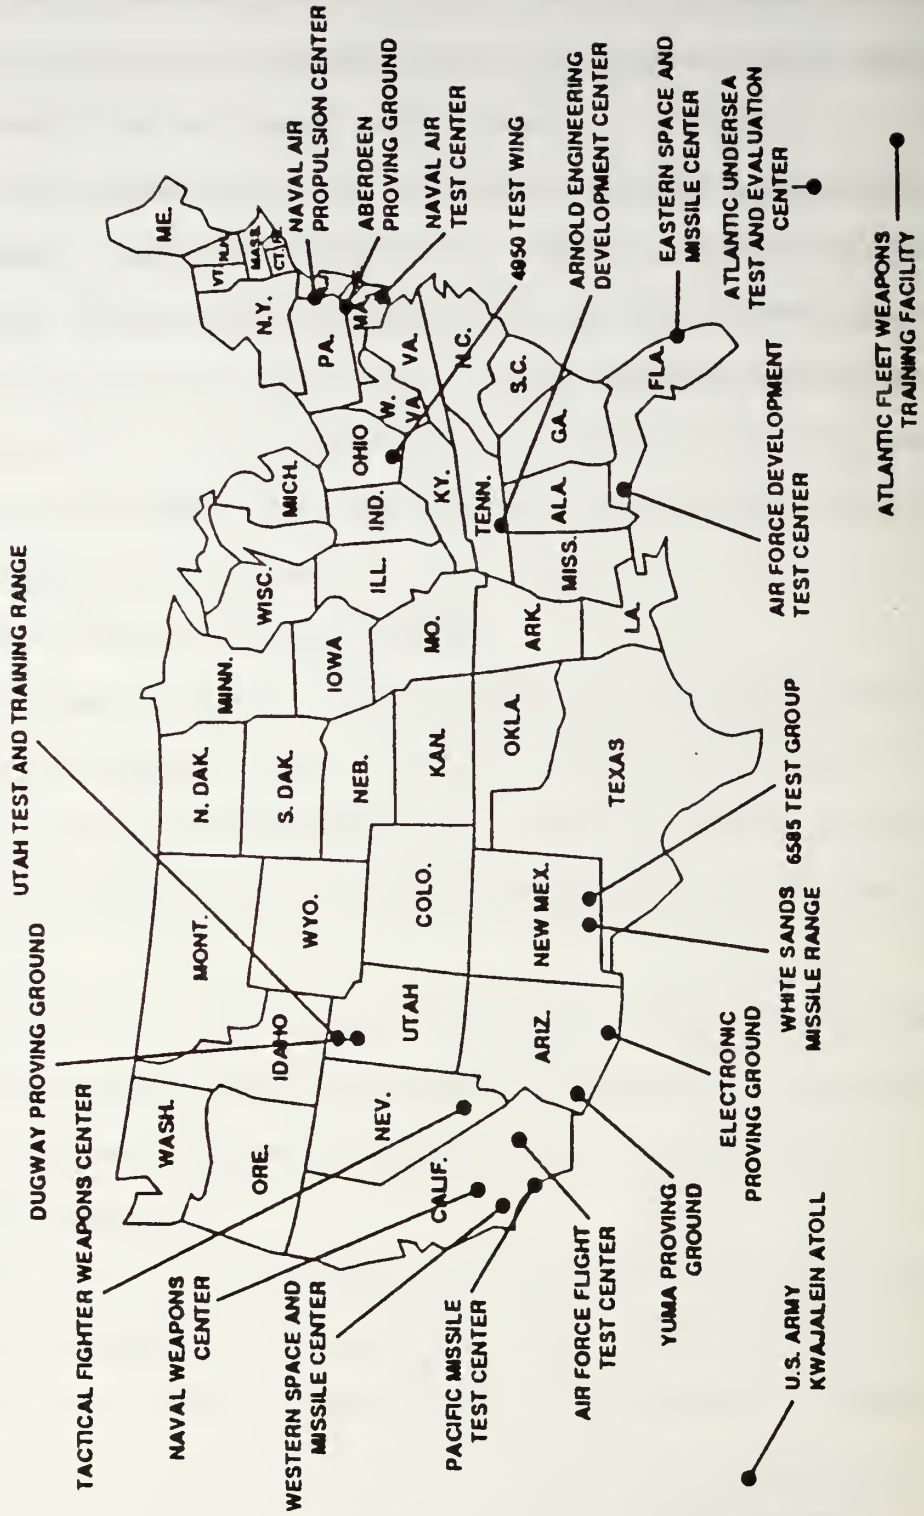 UTAH TEST AND TRAINING RANGE
DUGWAY PROVING GROUND
TACTICAL FIGHTER WEAPONS CENTER
NAVAL WEAPONS
CENTER
WESTERN SPACE AND
MISSILE CENTER
PACIFIC MISSILE
TEST CENTER
AIR FORCE FLIGHT
TEST CENTER
YUMA PROVING
GROUND
U.S. ARMY
KWAJALEIN ATOLL
ELECTRONIC
PROVING GROUND
WHITE SANDS
MISSILE RANGE
6585 TEST GROUP
AIR FORCE DEVELOPMENT
TEST CENTER
ATLANTIC FLEET WEAPONS
TRAINING FACILITY
NAVAL AIR
PROPULSION CENTER
ABERDEEN
PROVING GROUND
NAVAL AIR
TEST CENTER
4950 TEST WING
ARNOLD ENGINEERING
DEVELOPMENT CENTER
EASTERN SPACE AND
MISSILE CENTER
ATLANTIC UNDERSEA
TEST AND EVALUATION
CENTER
WASH.
ORE.
CALIF.
NEV.
IDAHO
MONT.
WYO.
UTAH
ARIZ.
COLO.
NEW MEX.
N. DAK.
S. DAK.
NEB.
KAN.
OKLA.
TEXAS
MINN.
IOWA
MO.
ARK.
LA.
WISC.
ILL.
MICH.
IND.
OHIO
KY.
TENN.
MISS.
ALA.
GA.
FLA.
S.C.
N.C.
VA.
W.
VA
PA.
N.Y.
VT.
MASS.
CT.
ME.